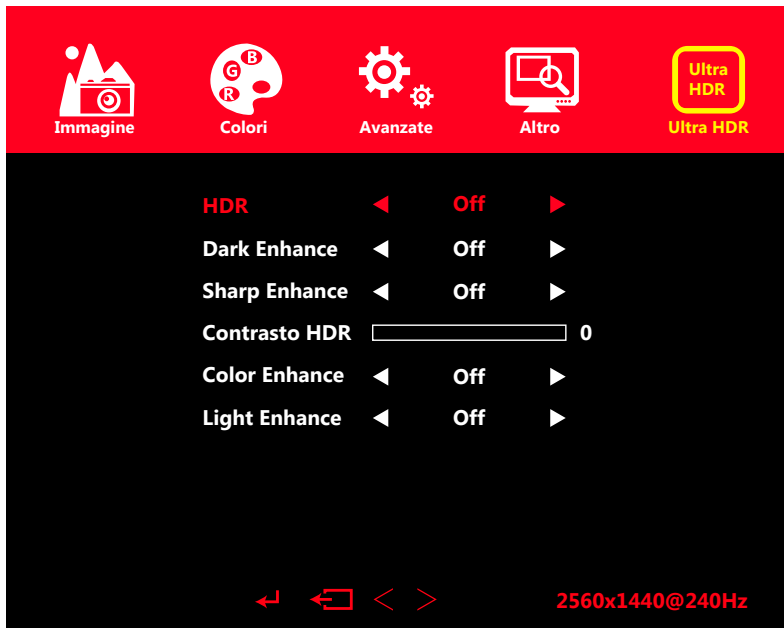 Ultra
HDR
B
G
R
Immagine Colori Avanzate Altro Ultra HDR
HDR Off
Dark Enhance Off
Sharp Enhance Off
Contrasto HDR 0
Color Enhance Off
Light Enhance Off
2560x1440@240Hz